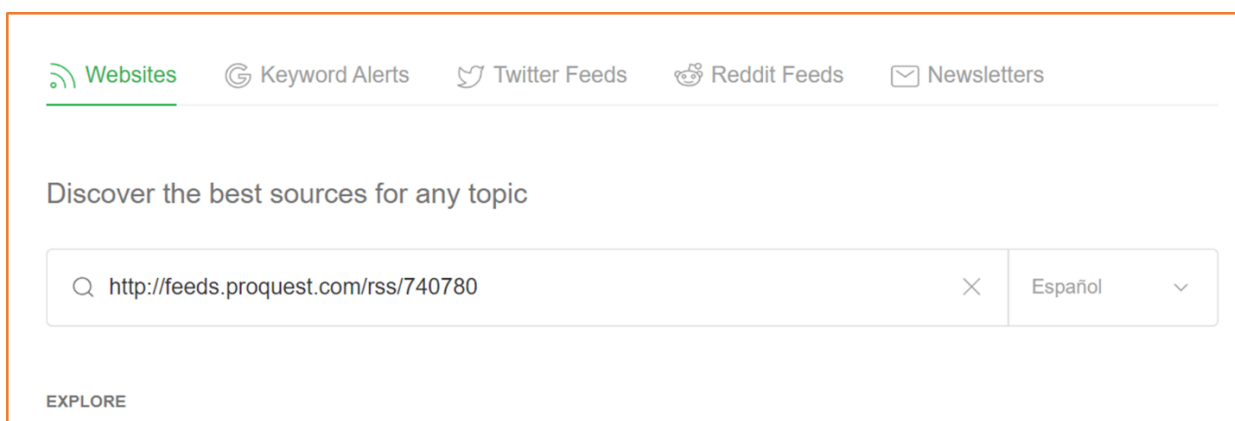 Websites Keyword Alerts Twitter Feeds Reddit Feeds Newsletters
Discover the best sources for any topic
http://feeds.proquest.com/rss/740780 Español
EXPLORE